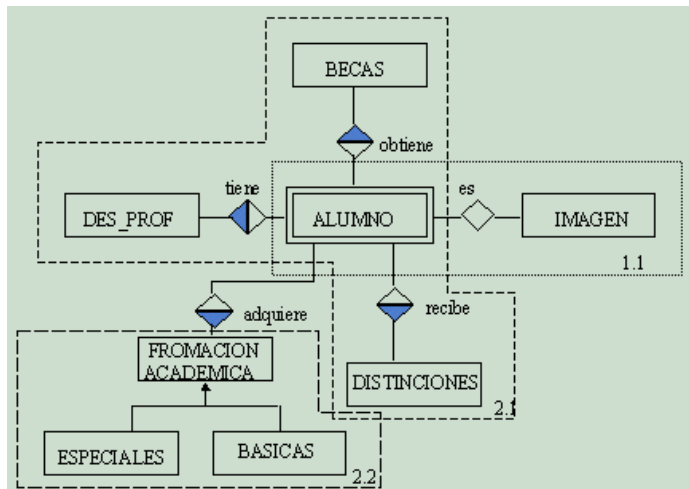 BECAS
obtiene
tiene
es
DES_PROF
ALUMNO
IMAGEN
1.1
adquiere
recibe
FROMACION
ACADEMICA
DISTINCIONES
2.1
ESPECIALES
BASICAS
2.2